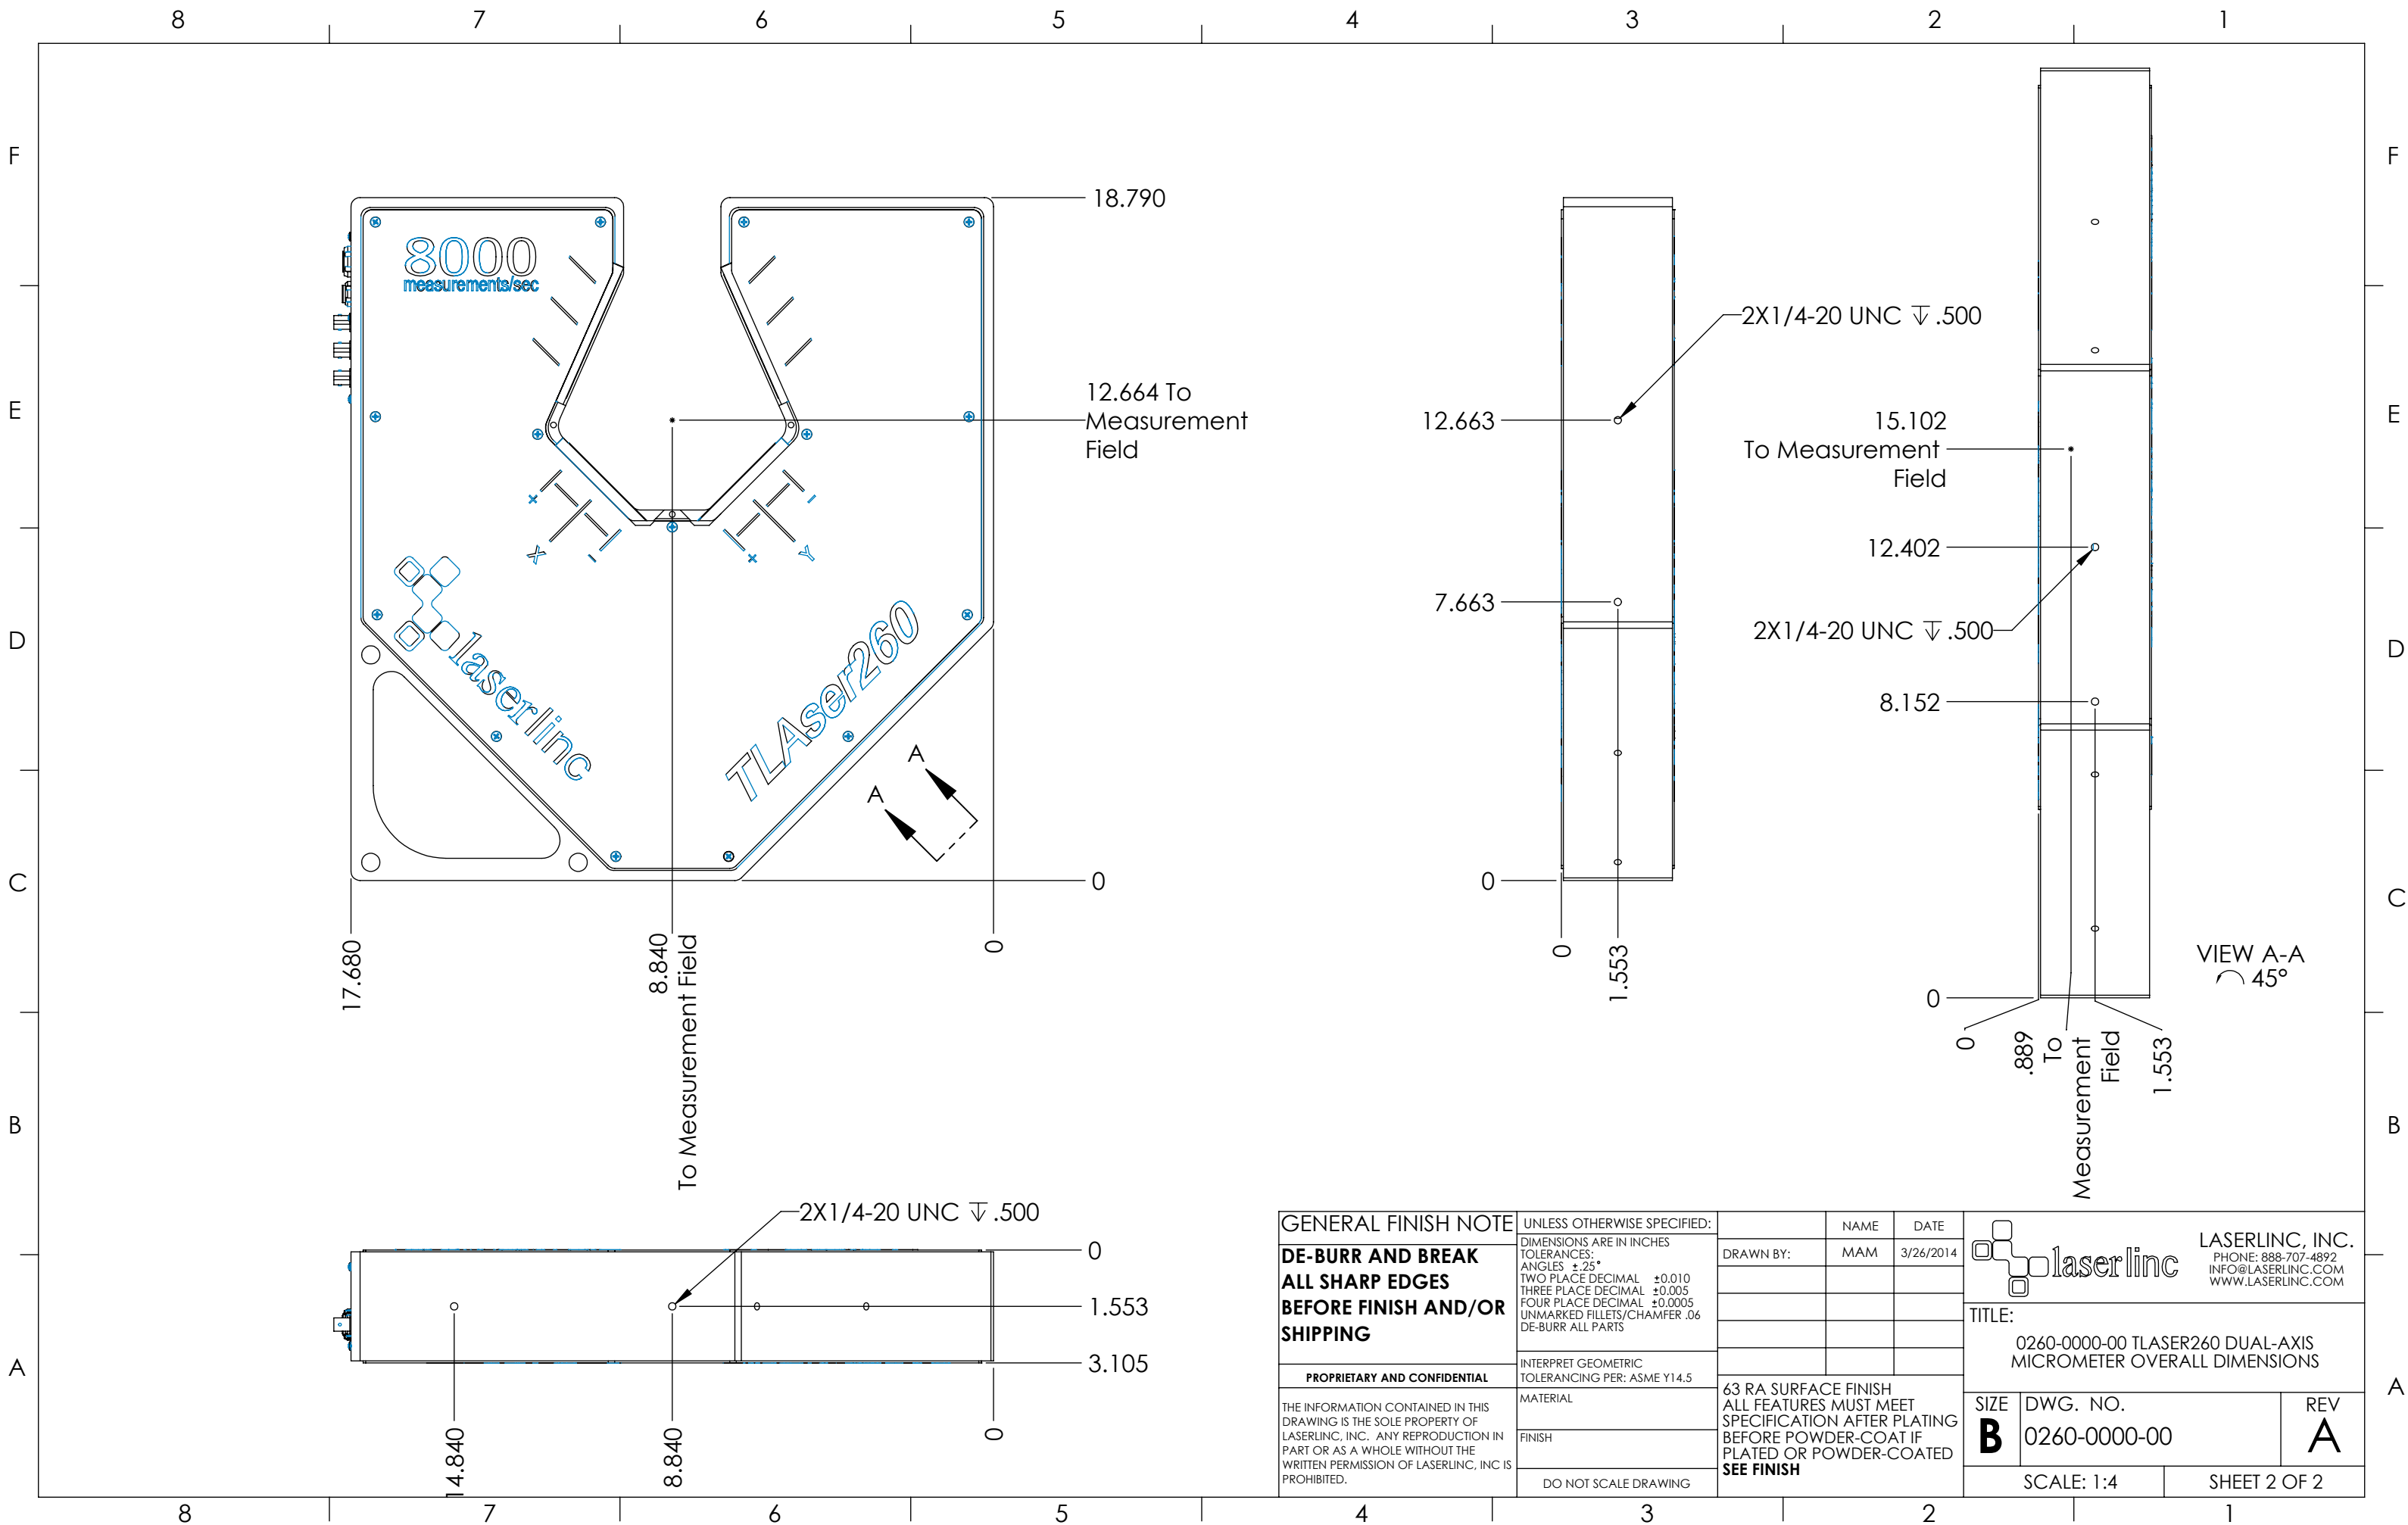 8 7 6 5 4 3 2 1
F
E
D
C
B
A
F
E
D
C
B
A
8000
measurements/sec
18.790
12.664 To
Measurement
Field
+
X
−
−
Y
+
laserlinc
TLAser260
A
A
0
17.680
8.840
To Measurement Field
0
12.663
7.663
2X1/4-20 UNC ↧ .500
0
0
1.553
15.102
To Measurement
Field
12.402
2X1/4-20 UNC ↧ .500
8.152
0
0
.889
To
Measurement
Field
1.553
VIEW A-A
45°
2X1/4-20 UNC ↧ .500
0
1.553
3.105
14.840
8.840
0
GENERAL FINISH NOTE
DE-BURR AND BREAK
ALL SHARP EDGES
BEFORE FINISH AND/OR
SHIPPING
PROPRIETARY AND CONFIDENTIAL
THE INFORMATION CONTAINED IN THIS
DRAWING IS THE SOLE PROPERTY OF
LASERLINC, INC. ANY REPRODUCTION IN
PART OR AS A WHOLE WITHOUT THE
WRITTEN PERMISSION OF LASERLINC, INC IS
PROHIBITED.
UNLESS OTHERWISE SPECIFIED:
DIMENSIONS ARE IN INCHES
TOLERANCES:
ANGLES ±.25°
TWO PLACE DECIMAL ±0.010
THREE PLACE DECIMAL ±0.005
FOUR PLACE DECIMAL ±0.0005
UNMARKED FILLETS/CHAMFER .06
DE-BURR ALL PARTS
INTERPRET GEOMETRIC
TOLERANCING PER: ASME Y14.5
MATERIAL
FINISH
DO NOT SCALE DRAWING
NAME DATE
DRAWN BY: MAM 3/26/2014
63 RA SURFACE FINISH
ALL FEATURES MUST MEET
SPECIFICATION AFTER PLATING
BEFORE POWDER-COAT IF
PLATED OR POWDER-COATED
SEE FINISH
laserlinc
LASERLINC, INC.
PHONE: 888-707-4892
INFO@LASERLINC.COM
WWW.LASERLINC.COM
TITLE:
0260-0000-00 TLASER260 DUAL-AXIS
MICROMETER OVERALL DIMENSIONS
SIZE
B
DWG. NO.
0260-0000-00
REV
A
SCALE: 1:4
SHEET 2 OF 2
8 7 6 5 4 3 2 1